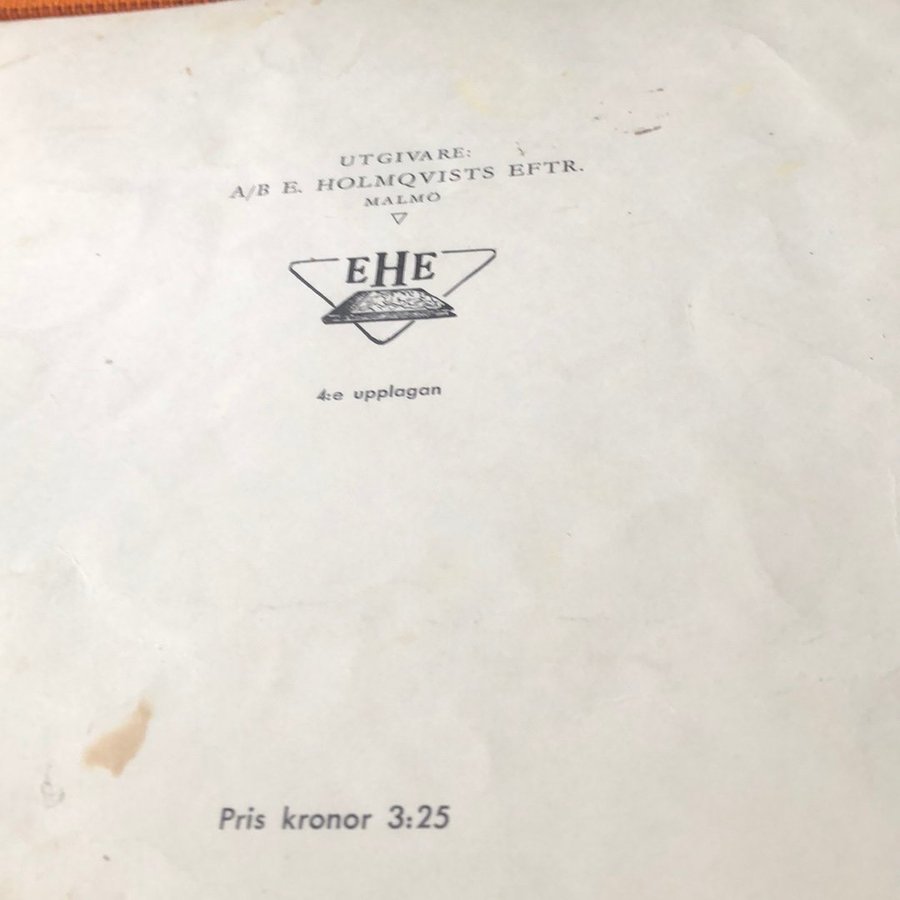 UTGIVARE:
A/B E. HOLMQVISTS EFTR.
MALMÖ
EHE
4:e upplagan
Pris kronor 3:25